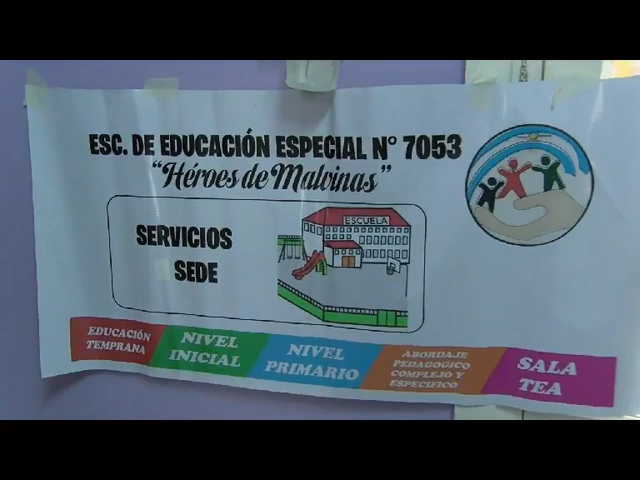 ESC. DE EDUCACIÓN ESPECIAL N° 7053
"Héroes de Malvinas"
SERVICIOS
SEDE
ESCUELA
EDUCACIÓN
TEMPRANA
NIVEL
INICIAL
NIVEL
PRIMARIO
ABORDAJE
PEDAGOGICO
COMPLEJO Y
ESPECIFICO
SALA
TEA